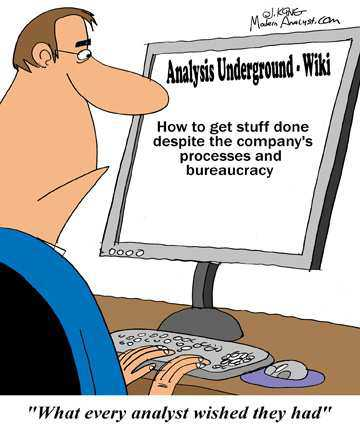 ©J.KONG
ModernAnalyst.com
Analysis Underground - Wiki
How to get stuff done
despite the company's
processes and
bureaucracy
"What every analyst wished they had"